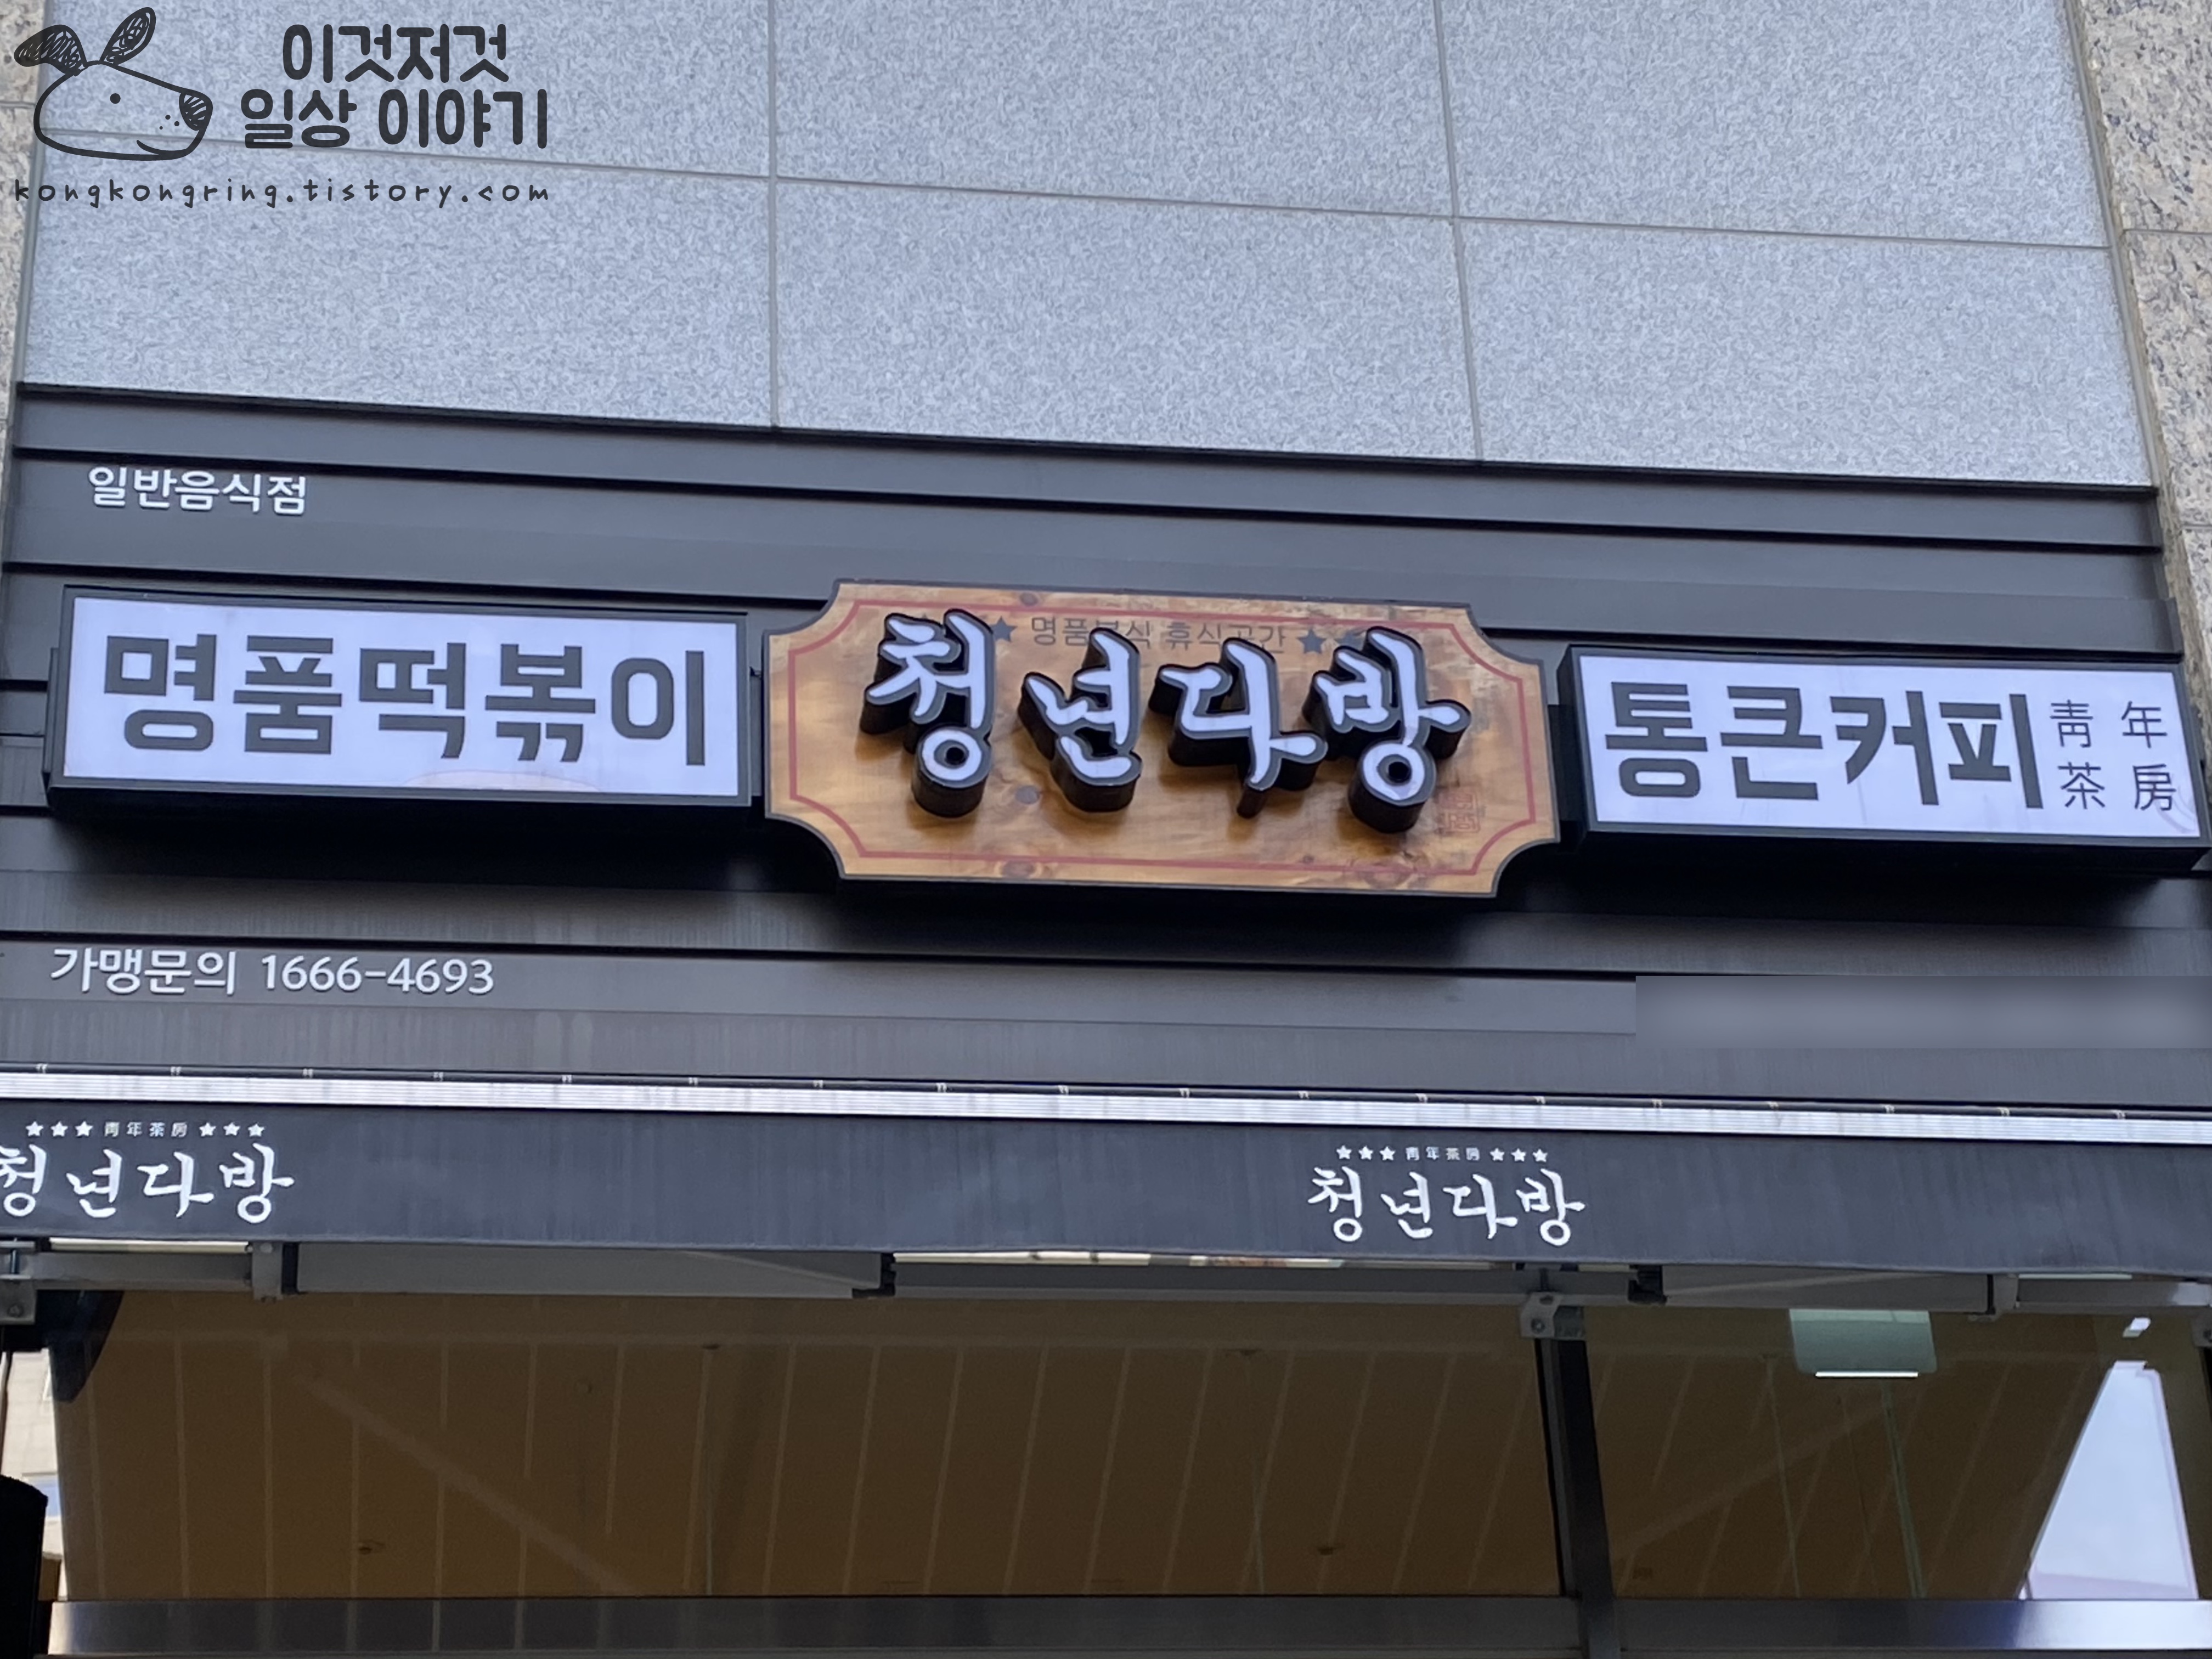 이것저것
일상 이야기
kongkongring.tistory.com
일반음식점
명품떡볶이
명품분식 휴식공간
청년다방
통큰커피
靑年
茶房
가맹문의 1666-4693
靑年茶房
청년다방
靑年茶房
청년다방